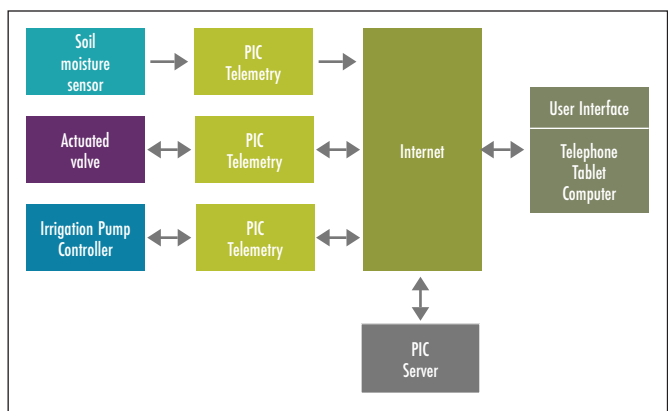 Soil
moisture
sensor
PIC
Telemetry
Actuated
valve
PIC
Telemetry
Irrigation Pump
Controller
PIC
Telemetry
Internet
User Interface
Telephone
Tablet
Computer
PIC
Server